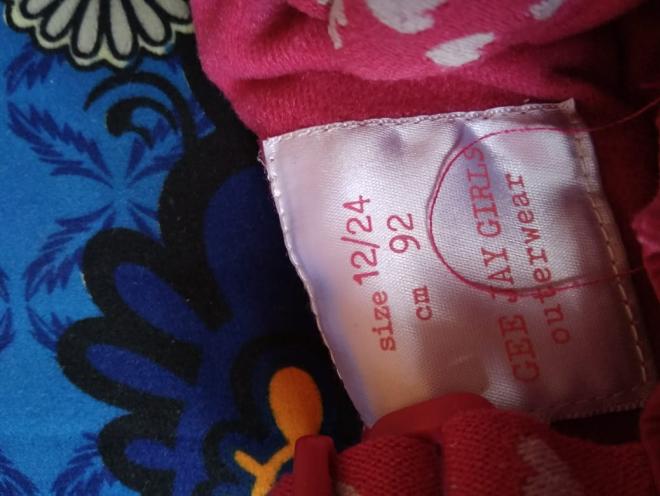 size 12/24
cm 92
GEE JAY GIRLS
outerwear